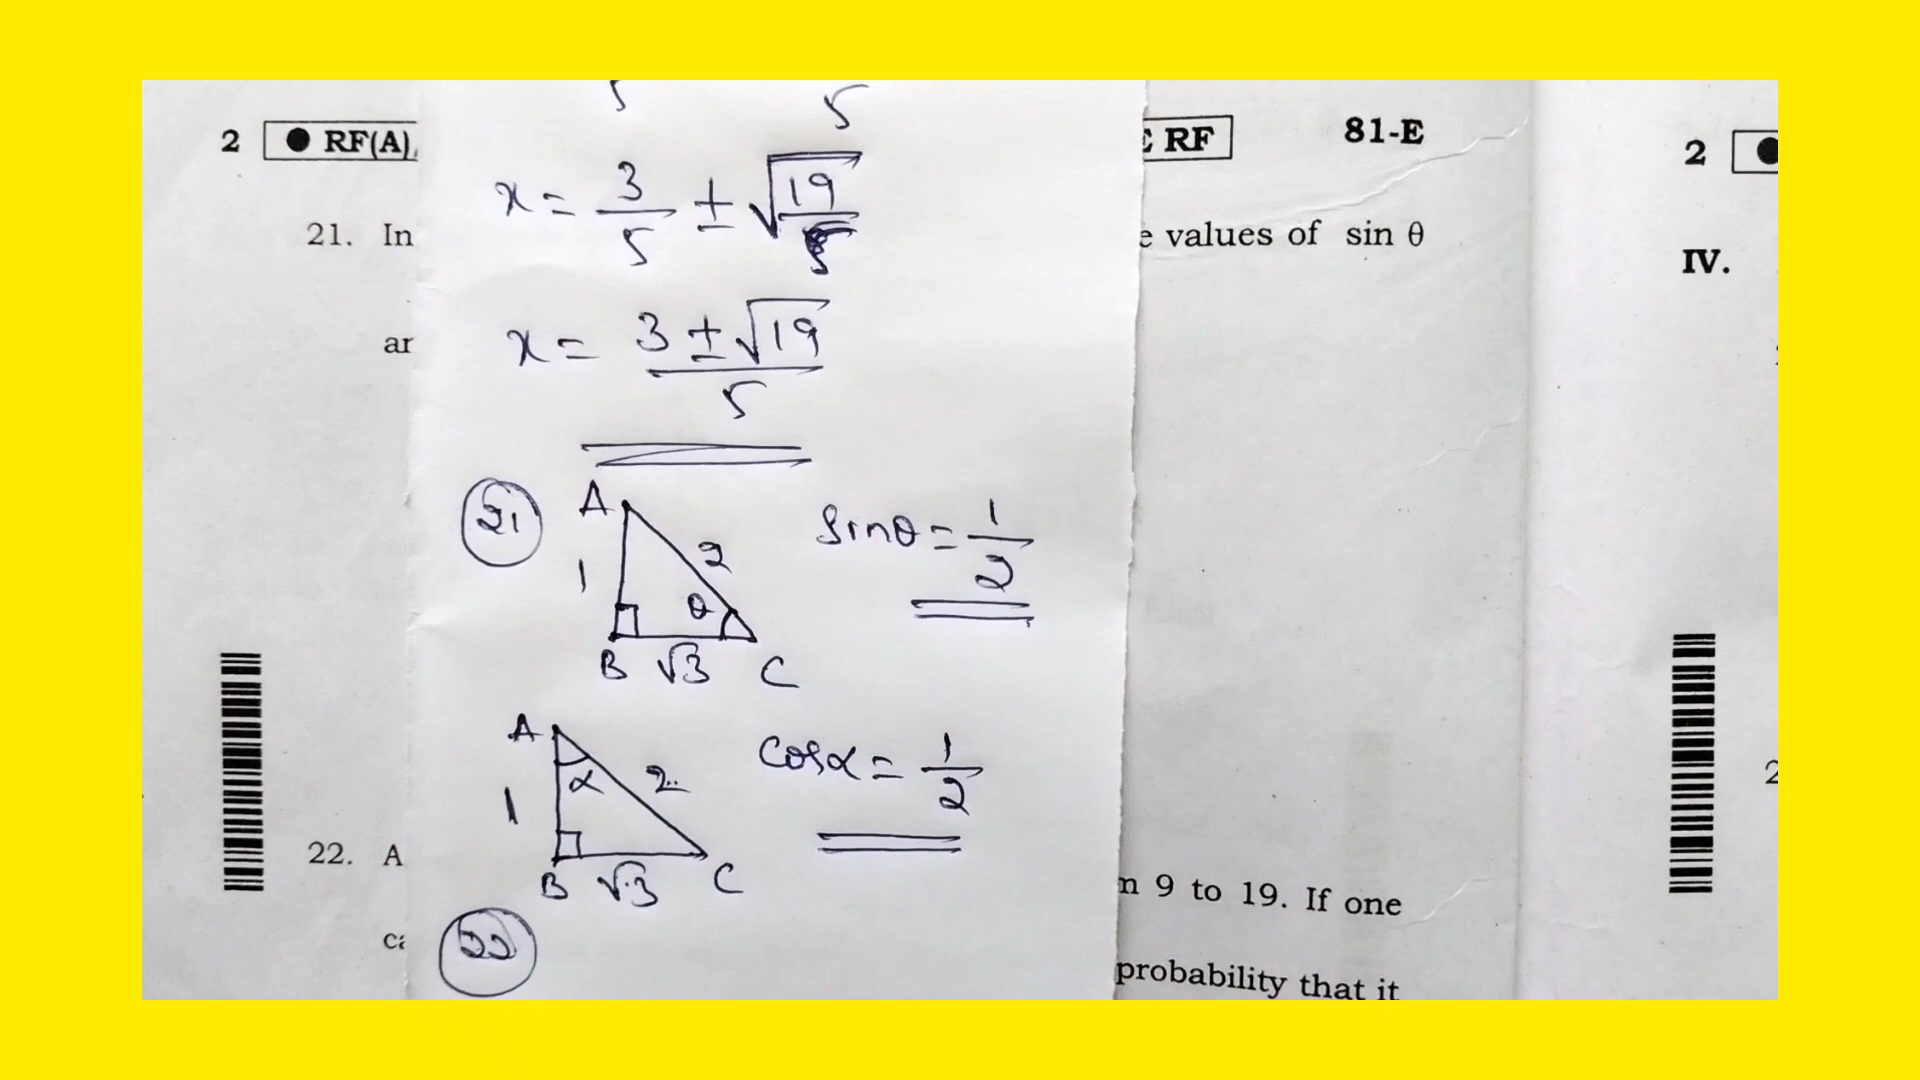 5 5
2 ● RF(A), RF 81-E 2
x = 3/5 ± √19/5
21. In values of sin θ
IV.
ar
x = 3 ± √19 / 5
21 A sinθ = 1/2
1 2
θ
B √3 C
A cosα = 1/2
α 2
1
B √3 C
22. A n 9 to 19. If one
22
probability that it